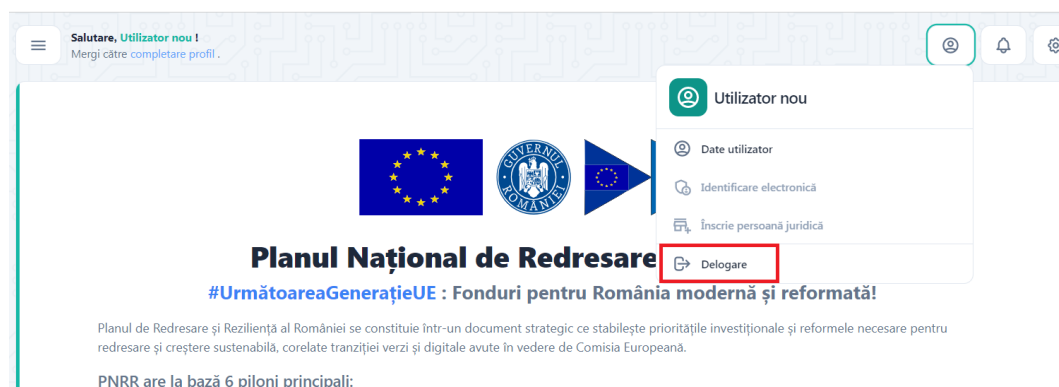 Salutare, Utilizator nou !
Mergi către completare profil .
Utilizator nou
Date utilizator
Identificare electronică
Înscrie persoană juridică
Delogare
GUVERNUL ROMÂNIEI
Planul Național de Redresare
#UrmătoareaGenerațieUE : Fonduri pentru România modernă și reformată!
Planul de Redresare și Reziliență al României se constituie într-un document strategic ce stabilește prioritățile investiționale și reformele necesare pentru
redresare și creștere sustenabilă, corelate tranziției verzi și digitale avute în vedere de Comisia Europeană.
PNRR are la bază 6 piloni principali: